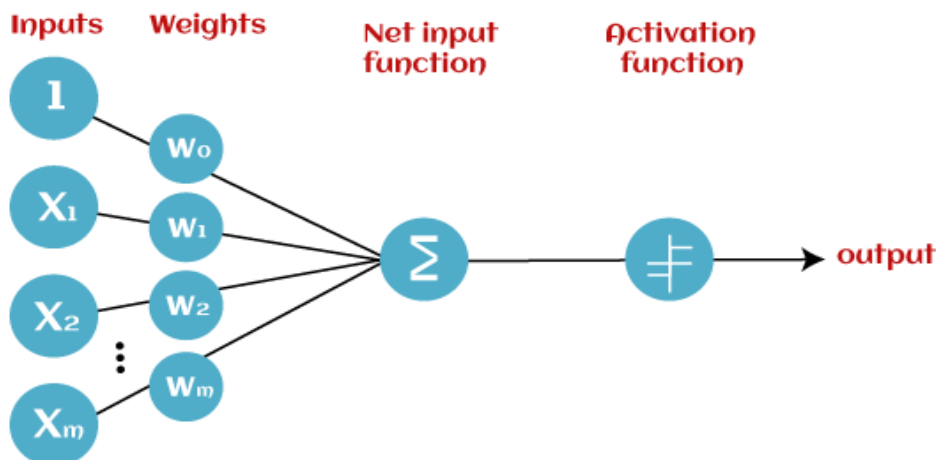 Inputs Weights Net input function Activation function
1
w0
X1
w1
X2
w2
Xm
wm
Σ
output